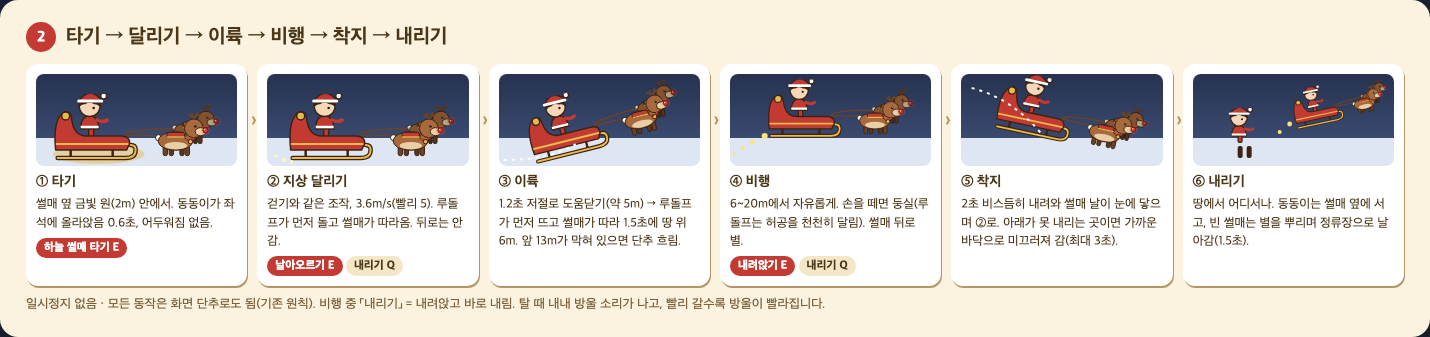 2 타기 → 달리기 → 이륙 → 비행 → 착지 → 내리기
① 타기
썰매 옆 금빛 원(2m) 안에서. 동동이가 좌
석에 올라앉음 0.6초, 어두워짐 없음.
하늘 썰매 타기 E
② 지상 달리기
걷기와 같은 조작, 3.6m/s(빨리 5). 루돌
프가 먼저 돌고 썰매가 따라옴. 뒤로는 안
감.
날아오르기 E 내리기 Q
③ 이륙
1.2초 저절로 도움닫기(약 5m) → 루돌프
가 먼저 뜨고 썰매가 따라 1.5초에 땅 위
6m. 앞 13m가 막혀 있으면 단추 흐림.
④ 비행
6~20m에서 자유롭게. 손을 떼면 둥실(루
돌프는 허공을 천천히 달림). 썰매 뒤로
별.
내려앉기 E 내리기 Q
⑤ 착지
2초 비스듬히 내려와 썰매 날이 눈에 닿으
며 ②로. 아래가 못 내리는 곳이면 가까운
바닥으로 미끄러져 감(최대 3초).
⑥ 내리기
땅에서 어디서나. 동동이는 썰매 옆에 서
고, 빈 썰매는 별을 뿌리며 정류장으로 날
아감(1.5초).
일시정지 없음 · 모든 동작은 화면 단추로도 됨(기존 원칙). 비행 중 「내리기」 = 내려앉고 바로 내림. 탈 때 내내 방울 소리가 나고, 빨리 갈수록 방울이 빨라집니다.